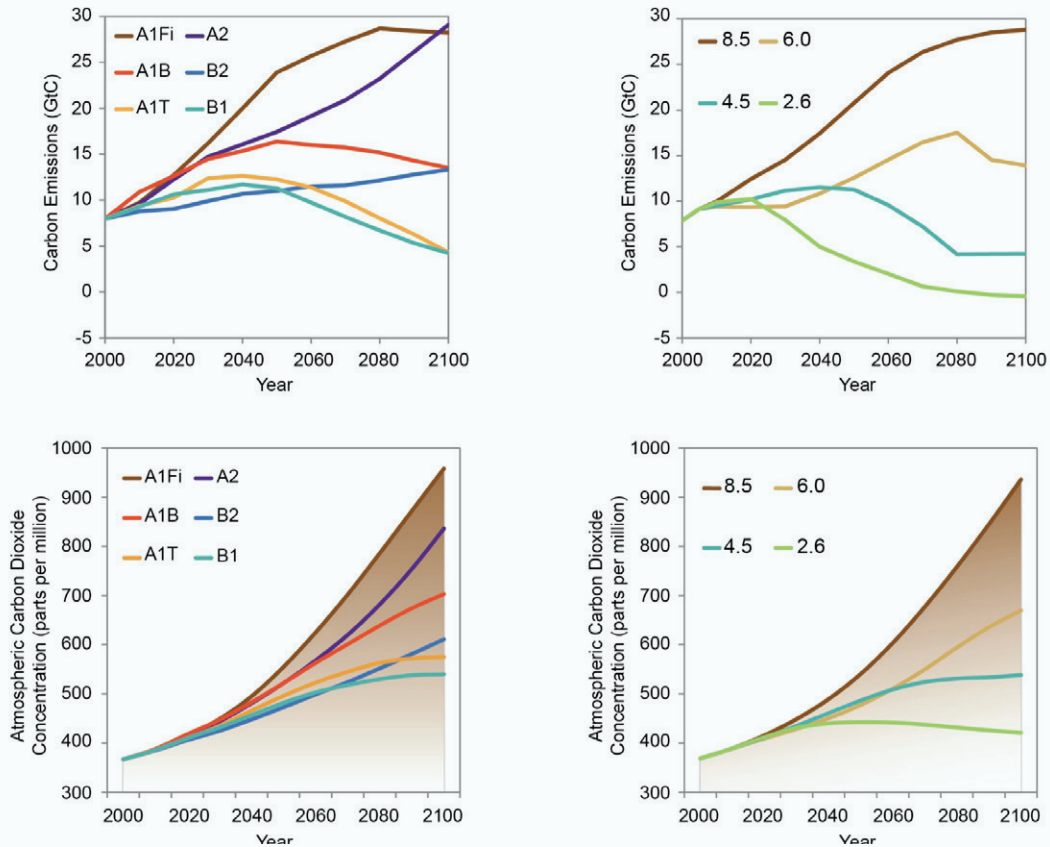 30
25
20
15
10
5
0
-5
Carbon Emissions (GtC)
A1Fi A2
A1B B2
A1T B1
2000 2020 2040 2060 2080 2100
Year
30
25
20
15
10
5
0
-5
Carbon Emissions (GtC)
8.5 6.0
4.5 2.6
2000 2020 2040 2060 2080 2100
Year
1000
900
800
700
600
500
400
300
Atmospheric Carbon Dioxide
Concentration (parts per million)
A1Fi A2
A1B B2
A1T B1
2000 2020 2040 2060 2080 2100
Year
1000
900
800
700
600
500
400
300
Atmospheric Carbon Dioxide
Concentration (parts per million)
8.5 6.0
4.5 2.6
2000 2020 2040 2060 2080 2100
Year